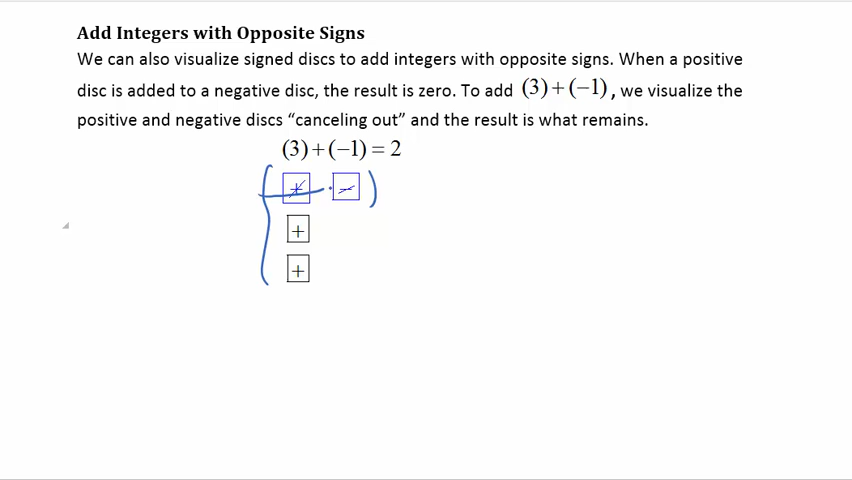 Add Integers with Opposite Signs
We can also visualize signed discs to add integers with opposite signs. When a positive
disc is added to a negative disc, the result is zero. To add (3)+(−1), we visualize the
positive and negative discs “canceling out” and the result is what remains.
(3)+(−1) = 2
+ −
+
+